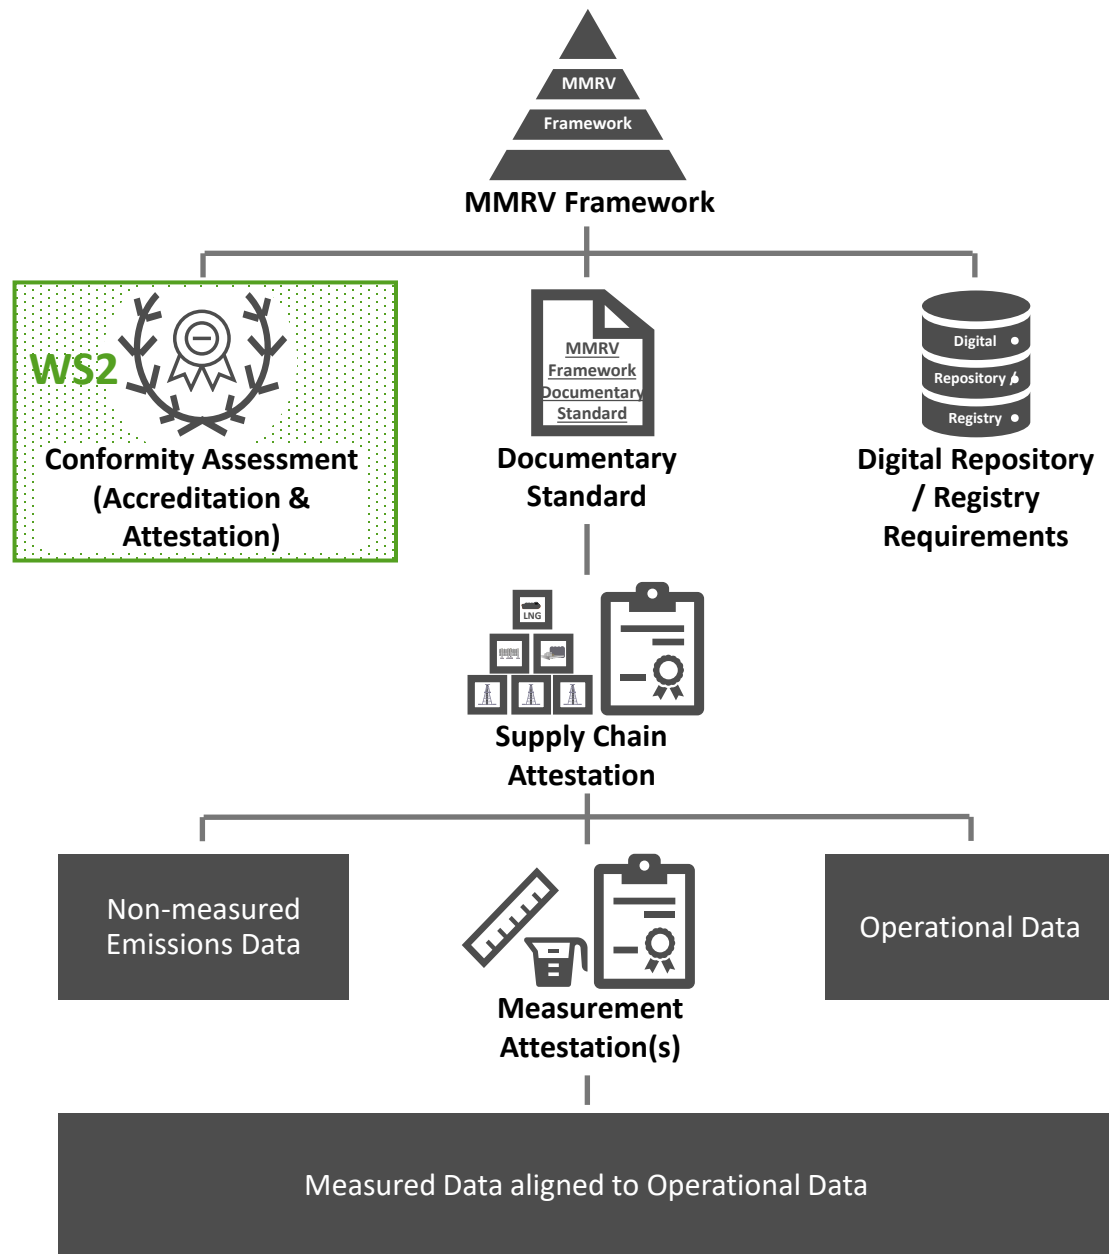 MMRV
Framework
MMRV Framework
WS2
Conformity Assessment
(Accreditation &
Attestation)
MMRV
Framework
Documentary
Standard
Documentary
Standard
Digital
Repository /
Registry
Digital Repository
/ Registry
Requirements
LNG
Supply Chain
Attestation
Non-measured
Emissions Data
Measurement
Attestation(s)
Operational Data
Measured Data aligned to Operational Data